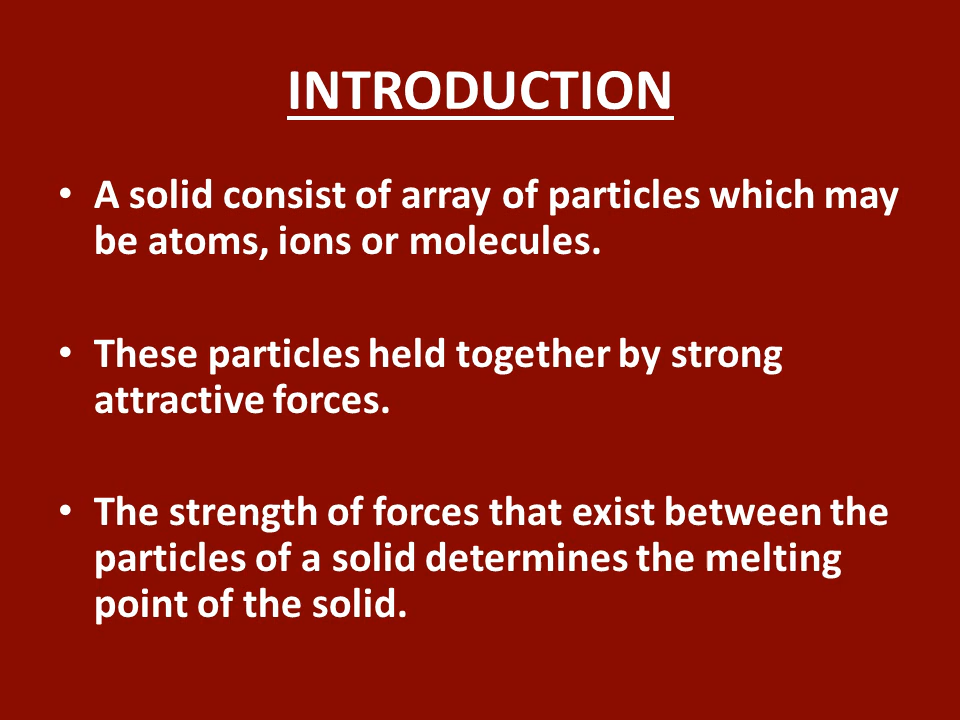 INTRODUCTION
• A solid consist of array of particles which may
be atoms, ions or molecules.
• These particles held together by strong
attractive forces.
• The strength of forces that exist between the
particles of a solid determines the melting
point of the solid.